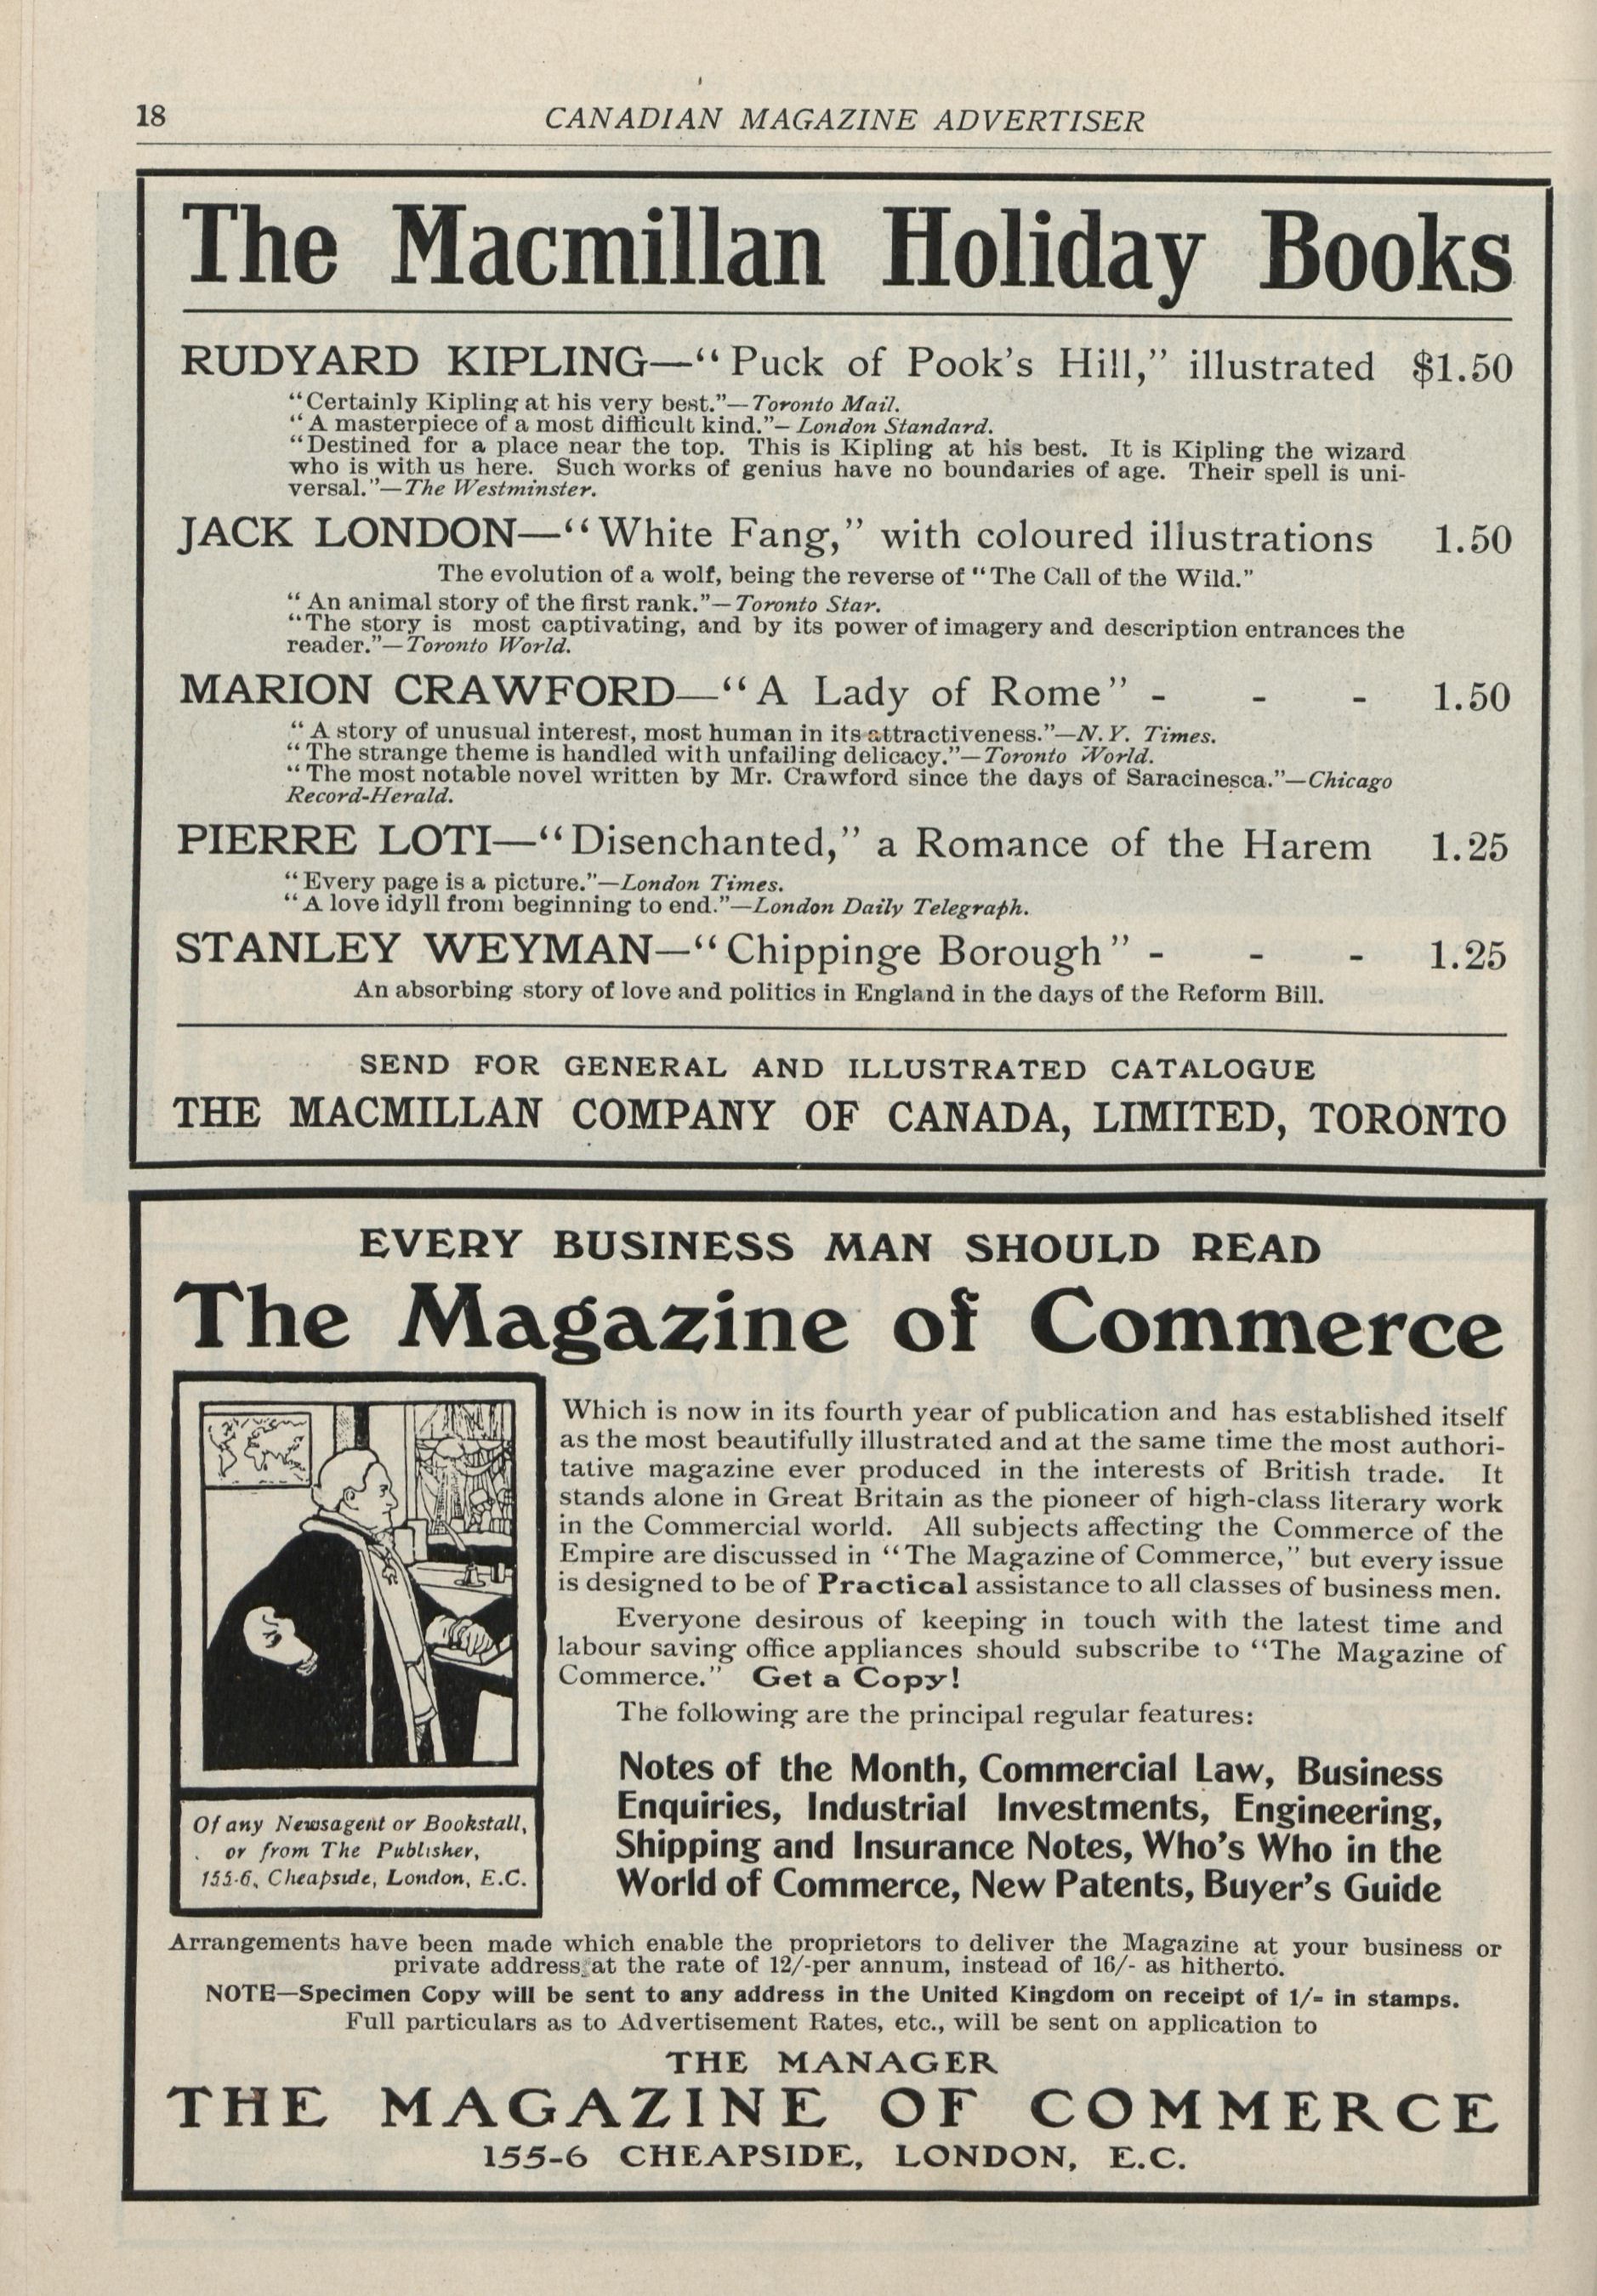 18
CANADIAN MAGAZINE ADVERTISER
The Macmillan Holiday Books
RUDYARD KIPLING—“Puck of Pook's Hill,” illustrated $1.50
“Certainly Kipling at his very best.”—Toronto Mail.
“A masterpiece of a most difficult kind.”—London Standard.
“Destined for a place near the top. This is Kipling at his best. It is Kipling the wizard
who is with us here. Such works of genius have no boundaries of age. Their spell is uni-
versal.”—The Westminster.
JACK LONDON—“White Fang,” with coloured illustrations 1.50
The evolution of a wolf, being the reverse of “The Call of the Wild.”
“An animal story of the first rank.”—Toronto Star.
“The story is most captivating, and by its power of imagery and description entrances the
reader.”—Toronto World.
MARION CRAWFORD—“A Lady of Rome” - - - 1.50
“A story of unusual interest, most human in its attractiveness.”—N.Y. Times.
“The strange theme is handled with unfailing delicacy.”—Toronto World.
“The most notable novel written by Mr. Crawford since the days of Saracinesca.”—Chicago
Record-Herald.
PIERRE LOTI—“Disenchanted,” a Romance of the Harem 1.25
“Every page is a picture.”—London Times.
“A love idyll from beginning to end.”—London Daily Telegraph.
STANLEY WEYMAN—“Chippinge Borough” - - - 1.25
An absorbing story of love and politics in England in the days of the Reform Bill.
SEND FOR GENERAL AND ILLUSTRATED CATALOGUE
THE MACMILLAN COMPANY OF CANADA, LIMITED, TORONTO
EVERY BUSINESS MAN SHOULD READ
The Magazine of Commerce
Which is now in its fourth year of publication and has established itself
as the most beautifully illustrated and at the same time the most authori-
tative magazine ever produced in the interests of British trade. It
stands alone in Great Britain as the pioneer of high-class literary work
in the Commercial world. All subjects affecting the Commerce of the
Empire are discussed in “The Magazine of Commerce,” but every issue
is designed to be of Practical assistance to all classes of business men.
Everyone desirous of keeping in touch with the latest time and
labour saving office appliances should subscribe to “The Magazine of
Commerce.” Get a Copy!
The following are the principal regular features:
Notes of the Month, Commercial Law, Business
Enquiries, Industrial Investments, Engineering,
Shipping and Insurance Notes, Who's Who in the
World of Commerce, New Patents, Buyer's Guide
Of any Newsagent or Bookstall,
or from The Publisher,
155-6, Cheapside, London, E.C.
Arrangements have been made which enable the proprietors to deliver the Magazine at your business or
private address at the rate of 12/-per annum, instead of 16/- as hitherto.
NOTE—Specimen Copy will be sent to any address in the United Kingdom on receipt of 1/- in stamps.
Full particulars as to Advertisement Rates, etc., will be sent on application to
THE MANAGER
THE MAGAZINE OF COMMERCE
155-6 CHEAPSIDE, LONDON, E.C.